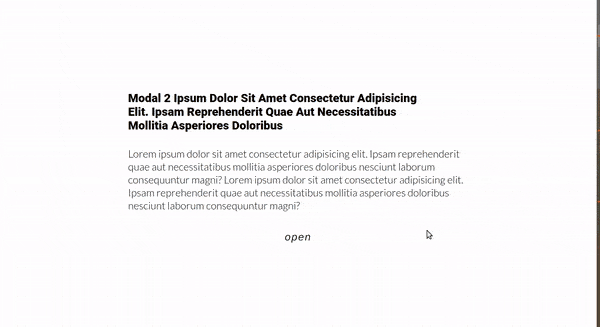 Modal 2 Ipsum Dolor Sit Amet Consectetur Adipisicing
Elit. Ipsam Reprehenderit Quae Aut Necessitatibus
Mollitia Asperiores Doloribus
Lorem ipsum dolor sit amet consectetur adipisicing elit. Ipsam reprehenderit
quae aut necessitatibus mollitia asperiores doloribus nesciunt laborum
consequuntur magni? Lorem ipsum dolor sit amet consectetur adipisicing elit.
Ipsam reprehenderit quae aut necessitatibus mollitia asperiores doloribus
nesciunt laborum consequuntur magni?
open